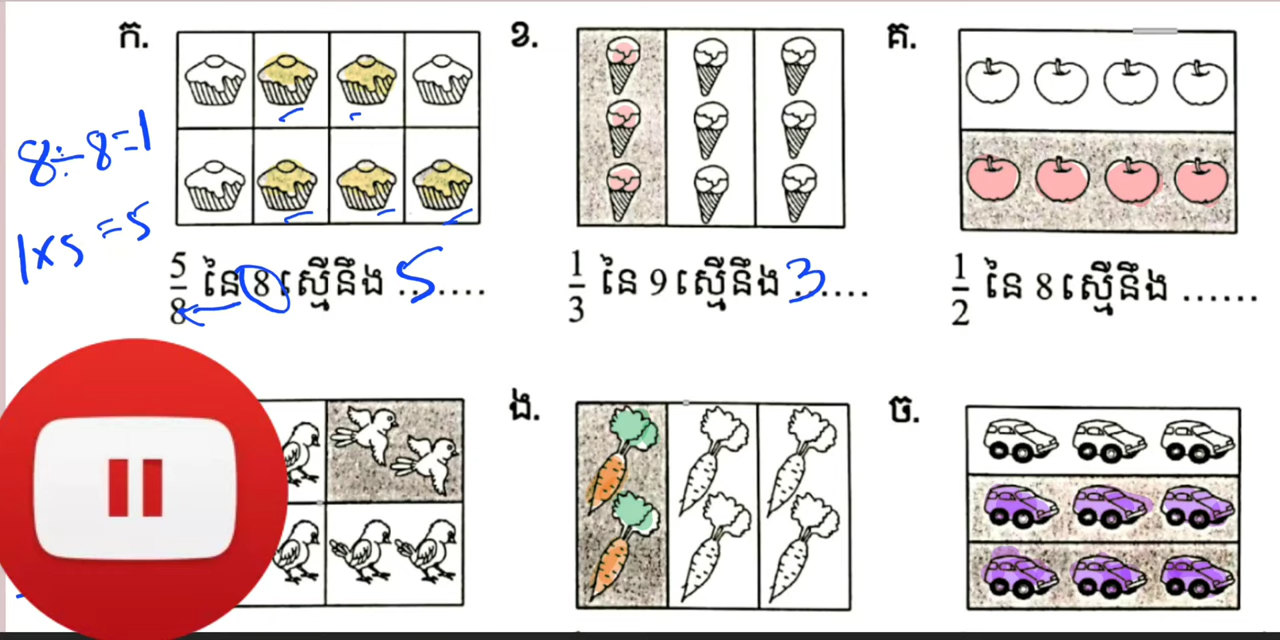 ក. ខ. គ.
8÷8=1
1×5=5
5/8 នៃ 8 ស្មើនឹង 5......
1/3 នៃ 9 ស្មើនឹង 3......
1/2 នៃ 8 ស្មើនឹង ......
ង. ច.